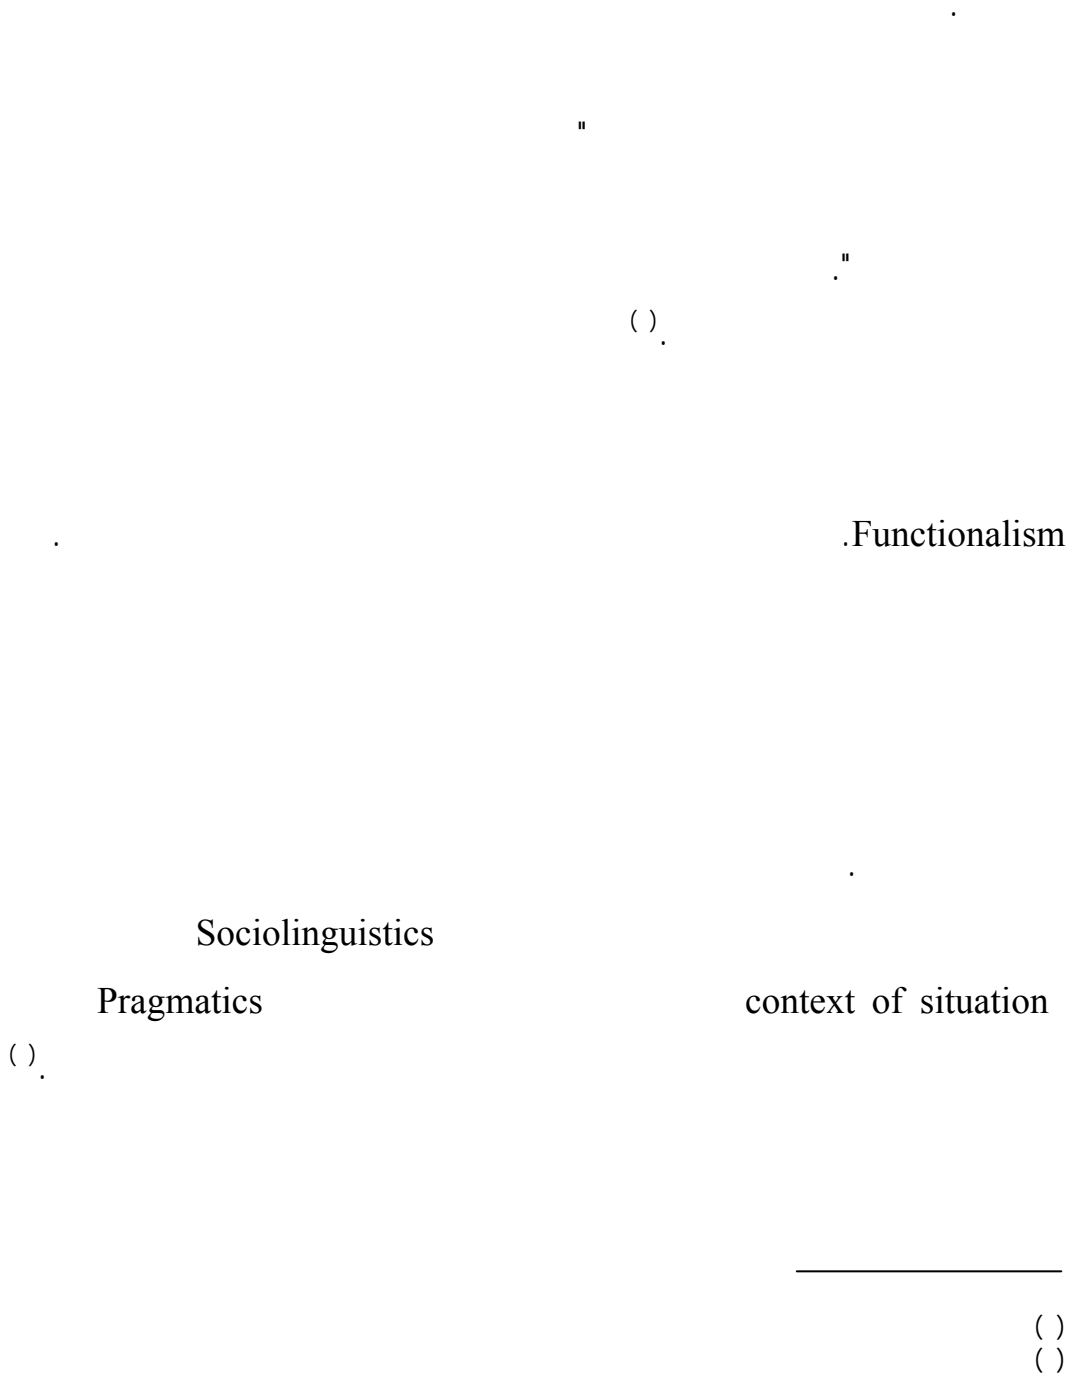 .
"
."
( ).
.Functionalism .
.
Sociolinguistics
context of situation Pragmatics
( ).
( )
( )